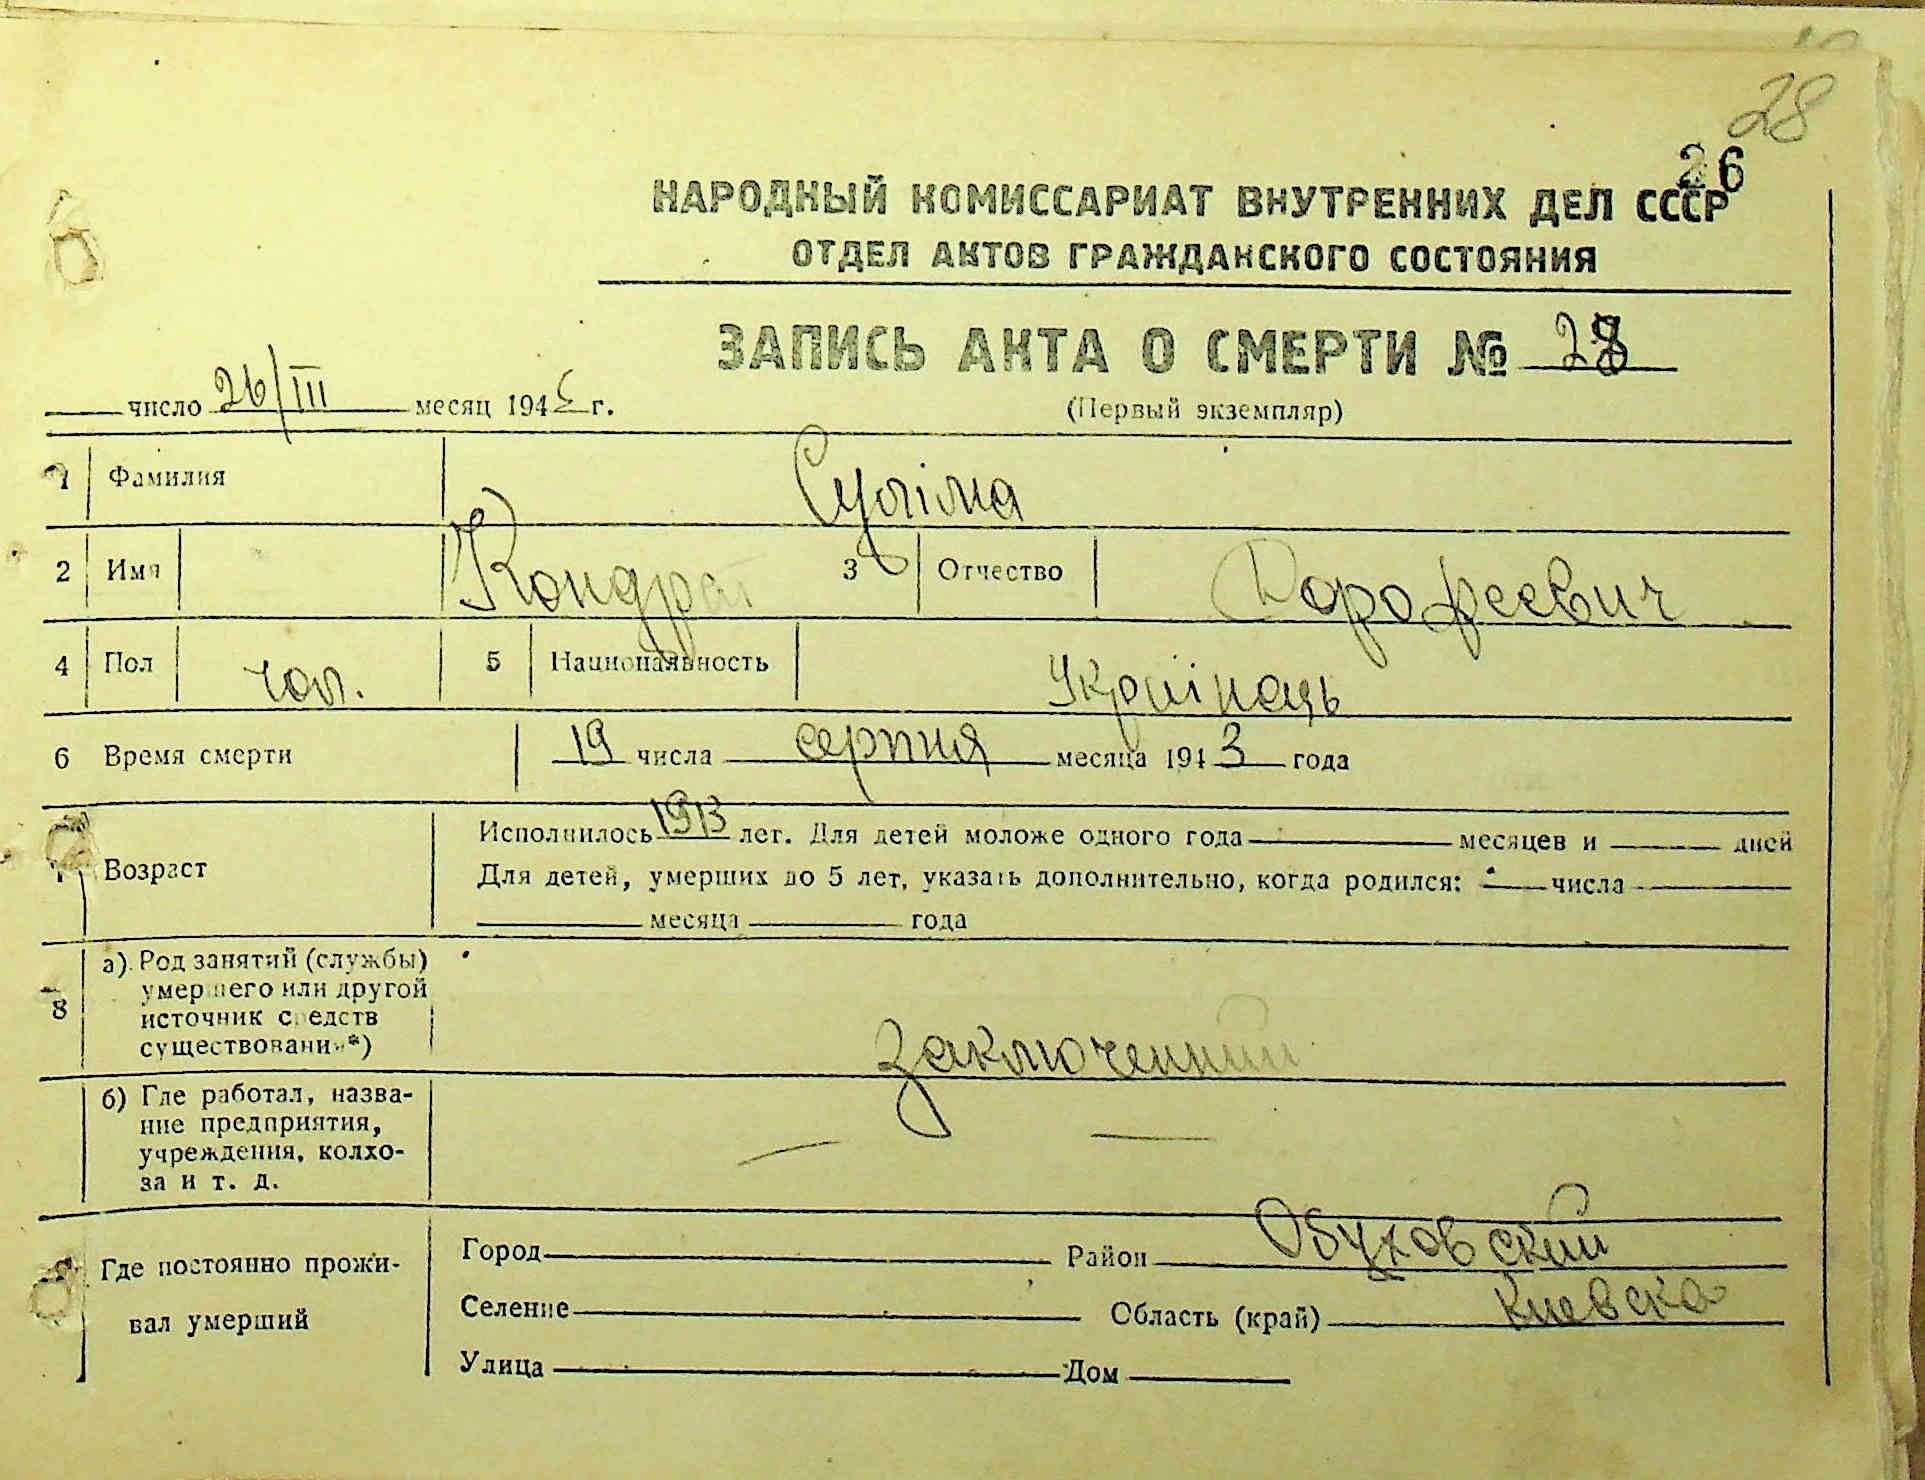 28
26
НАРОДНЫЙ КОМИССАРИАТ ВНУТРЕННИХ ДЕЛ СССР
ОТДЕЛ АКТОВ ГРАЖДАНСКОГО СОСТОЯНИЯ
ЗАПИСЬ АКТА О СМЕРТИ № 28
число 26/III месяц 194 г.
(Первый экземпляр)
1 Фамилия Суліма
2 Имя Кондрат 3 Отчество Дорофеевич
4 Пол чол. 5 Национальность Українець
6 Время смерти 19 числа серпня месяца 1943 года
Исполнилось 1913 лет. Для детей моложе одного года месяцев и дней
Возраст Для детей, умерших до 5 лет, указать дополнительно, когда родился: числа
месяца года
а) Род занятий (службы)
умершего или другой
8 источник средств
существования*) заключенний
б) Где работал, назва-
ние предприятия,
учреждения, колхо-
за и т. д.
Город Район Обуховский
Где постоянно прожи-
Селение Область (край) Киевска
вал умерший
Улица Дом